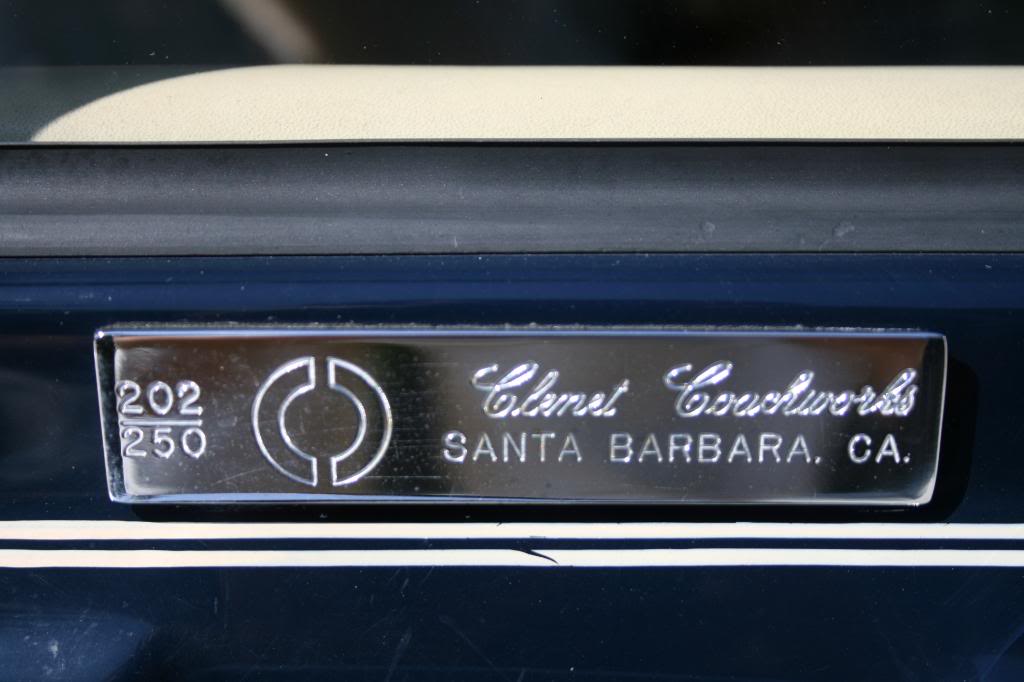 202
250
Clenet Coachworks
SANTA BARBARA, CA.